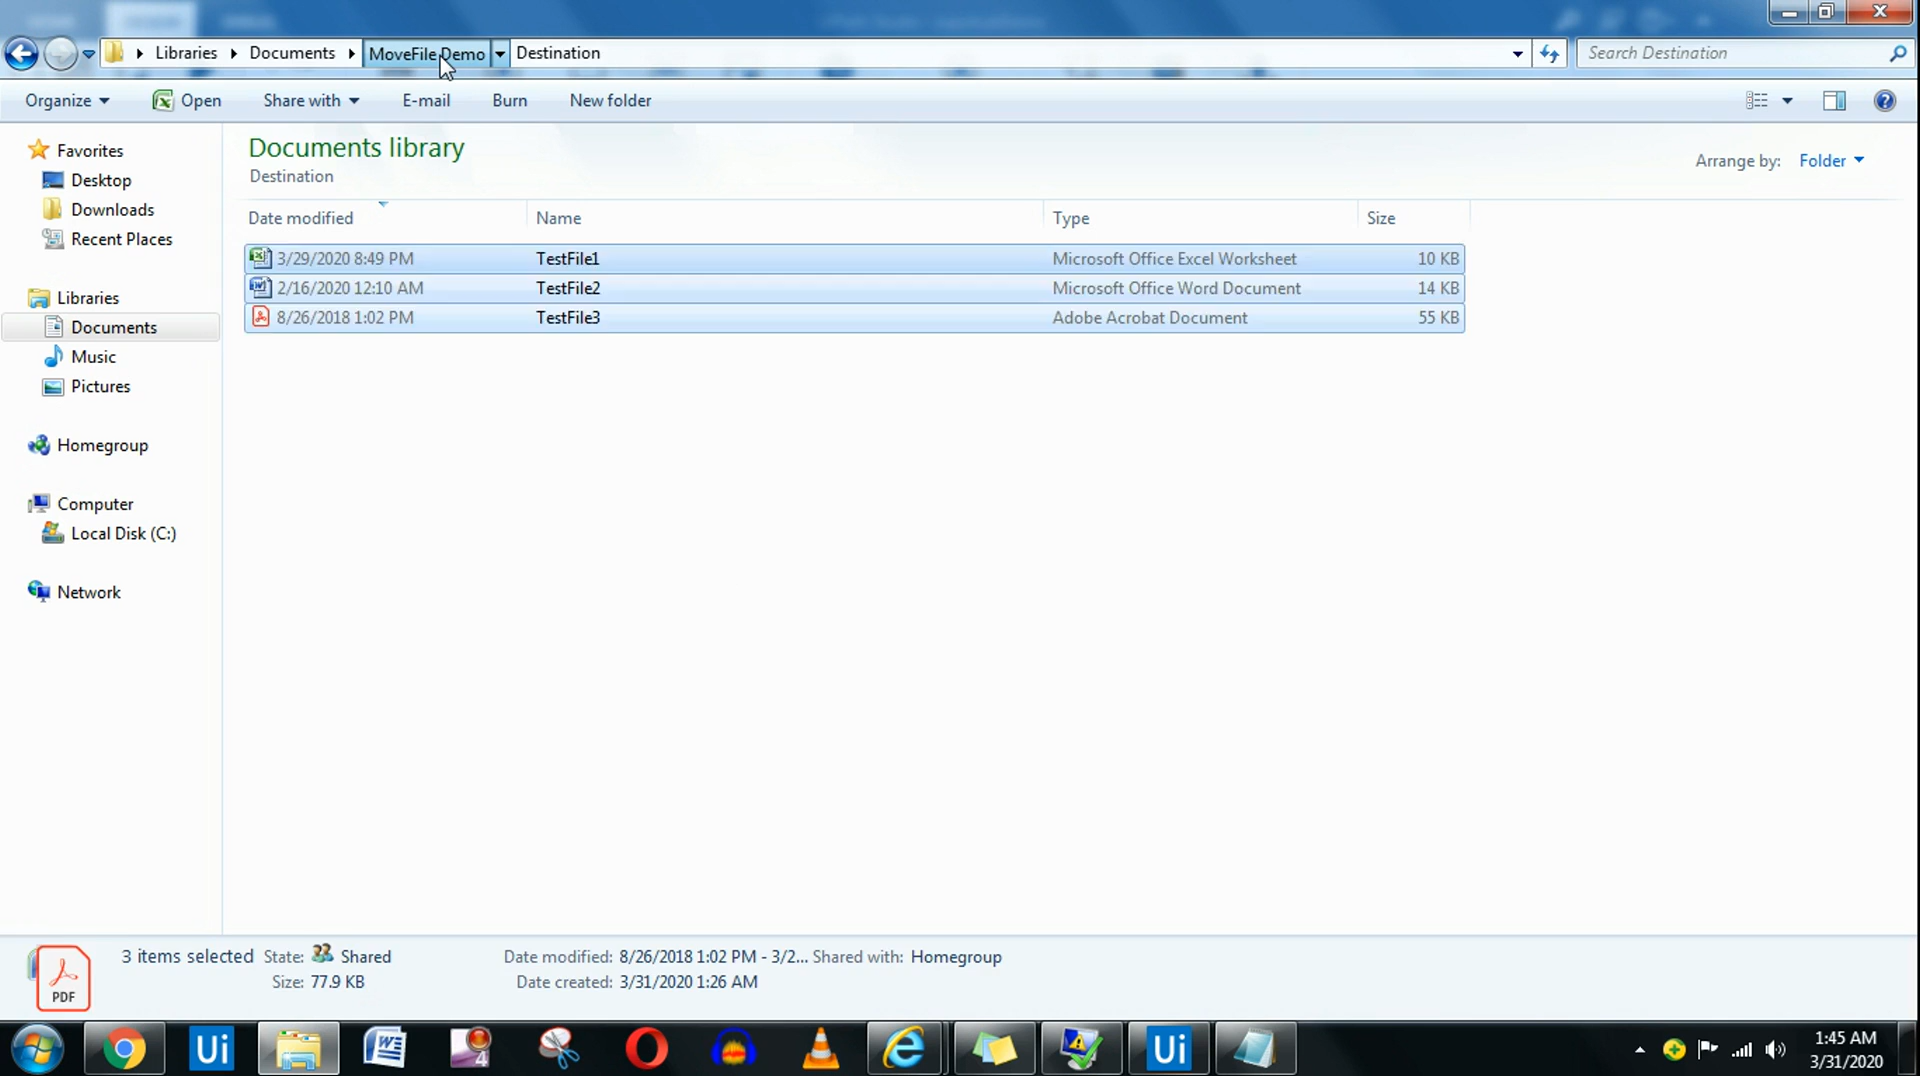 Libraries Documents MoveFile Demo Destination
Search Destination
Organize Open Share with E-mail Burn New folder
Documents library
Destination
Arrange by: Folder
Date modified Name Type Size
3/29/2020 8:49 PM TestFile1 Microsoft Office Excel Worksheet 10 KB
2/16/2020 12:10 AM TestFile2 Microsoft Office Word Document 14 KB
8/26/2018 1:02 PM TestFile3 Adobe Acrobat Document 55 KB
Favorites
Desktop
Downloads
Recent Places
Libraries
Documents
Music
Pictures
Homegroup
Computer
Local Disk (C:)
Network
PDF
3 items selected State: Shared Date modified: 8/26/2018 1:02 PM - 3/2... Shared with: Homegroup
Size: 77.9 KB Date created: 3/31/2020 1:26 AM
Ui
W
4
Ui
1:45 AM
3/31/2020